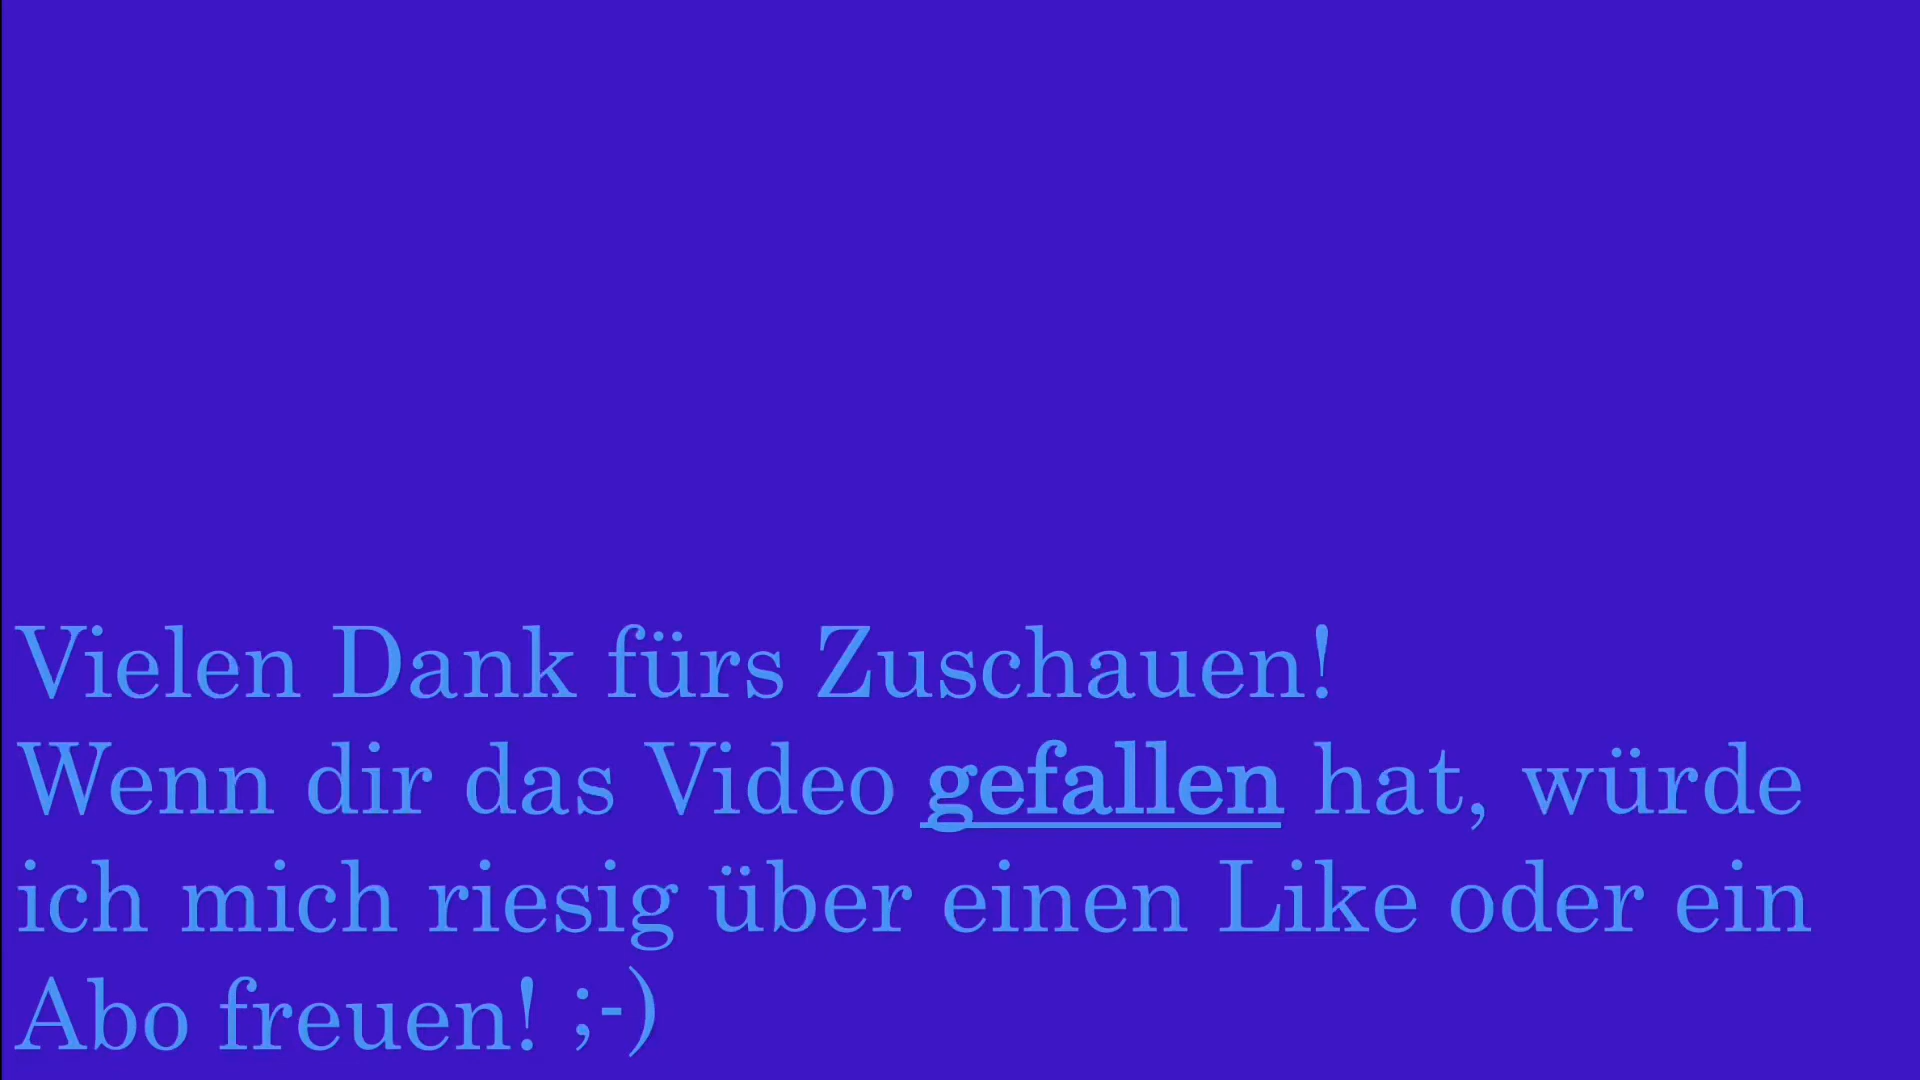 Vielen Dank fürs Zuschauen!
Wenn dir das Video gefallen hat, würde
ich mich riesig über einen Like oder ein
Abo freuen! ;-)